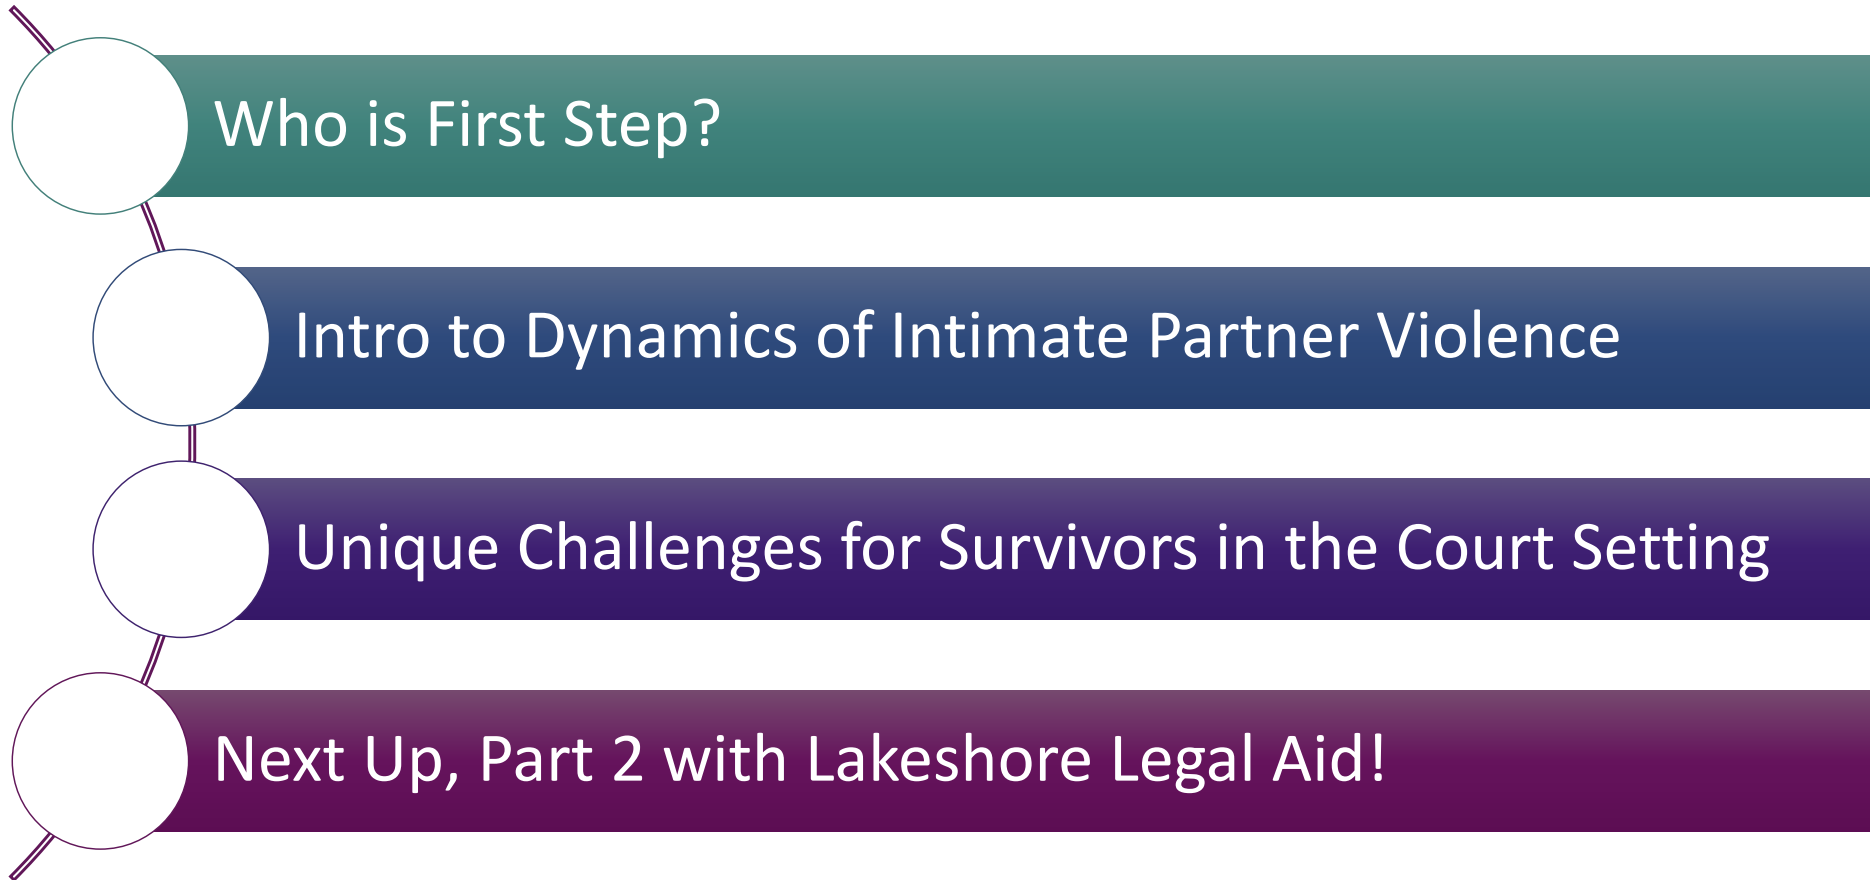 Who is First Step?
Intro to Dynamics of Intimate Partner Violence
Unique Challenges for Survivors in the Court Setting
Next Up, Part 2 with Lakeshore Legal Aid!